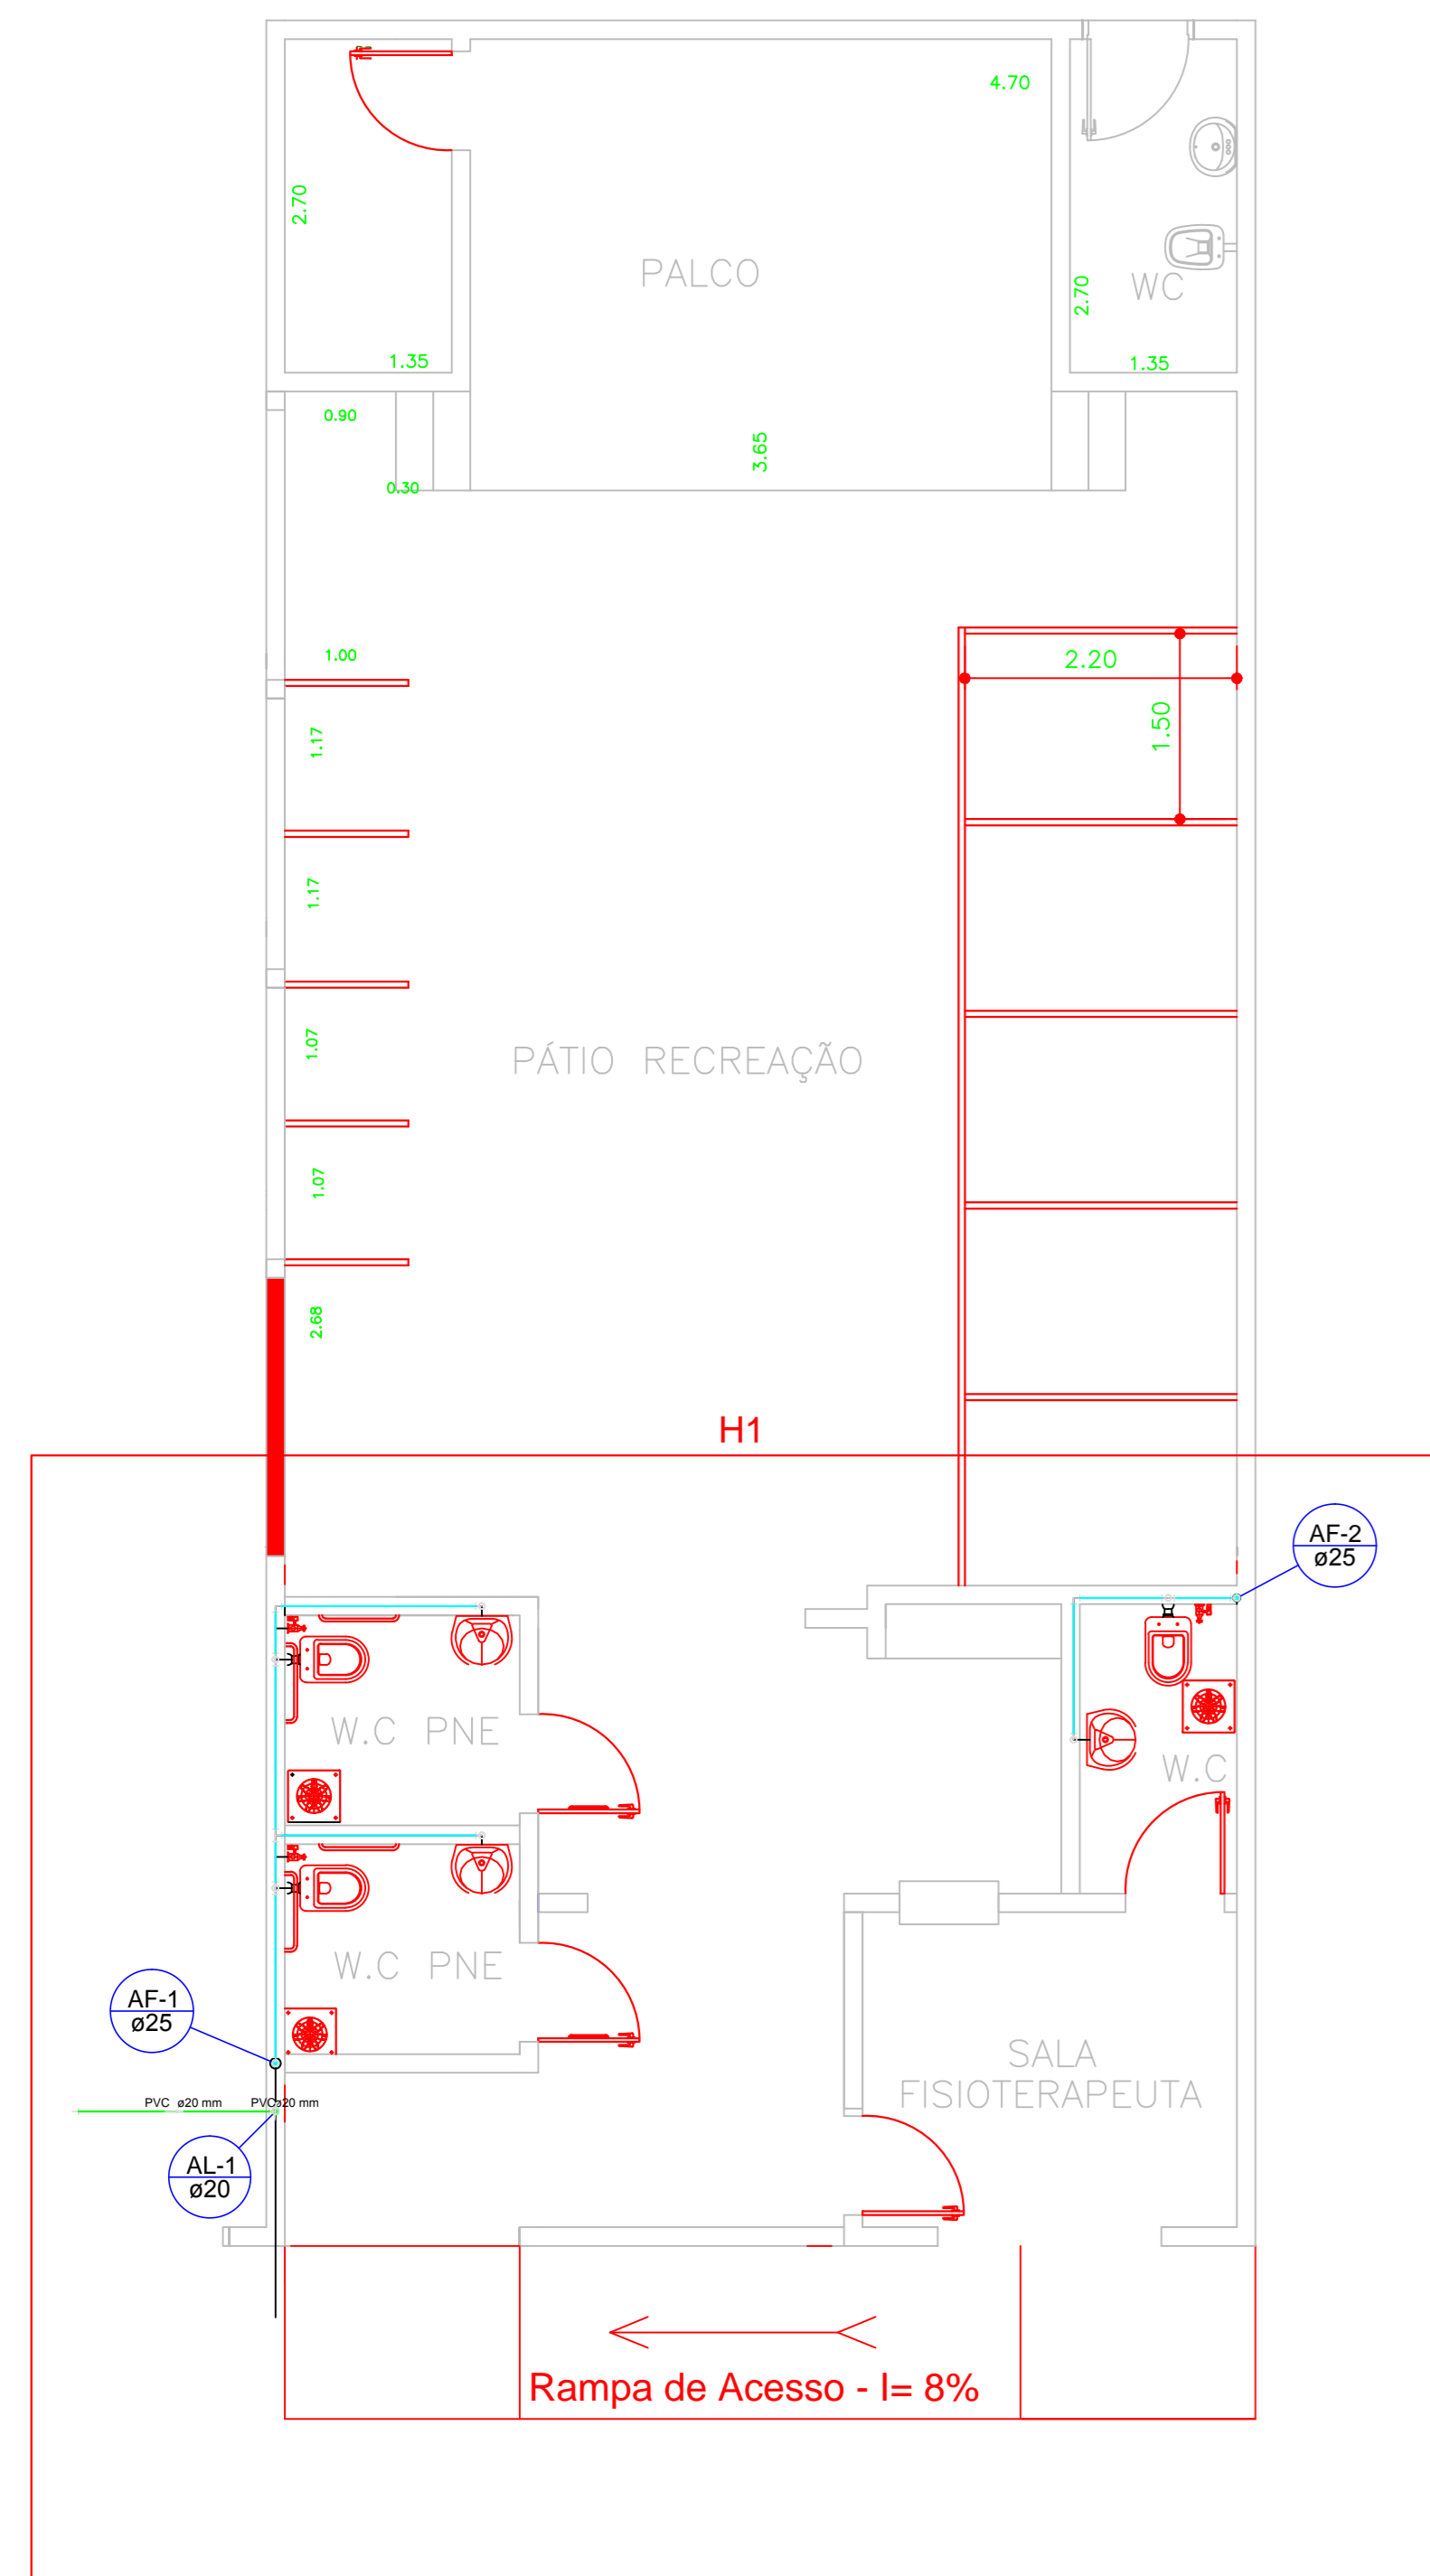 4.70
2.70
PALCO
WC
2.70
1.35
1.35
0.90
3.65
0.30
1.00
2.20
1.50
1.17
1.17
PÁTIO RECREAÇÃO
1.07
1.07
2.68
H1
AF-2
ø25
W.C PNE
W.C
W.C PNE
AF-1
ø25
SALA
FISIOTERAPEUTA
PVC ø20 mm
PVCø20 mm
AL-1
ø20
Rampa de Acesso - I= 8%